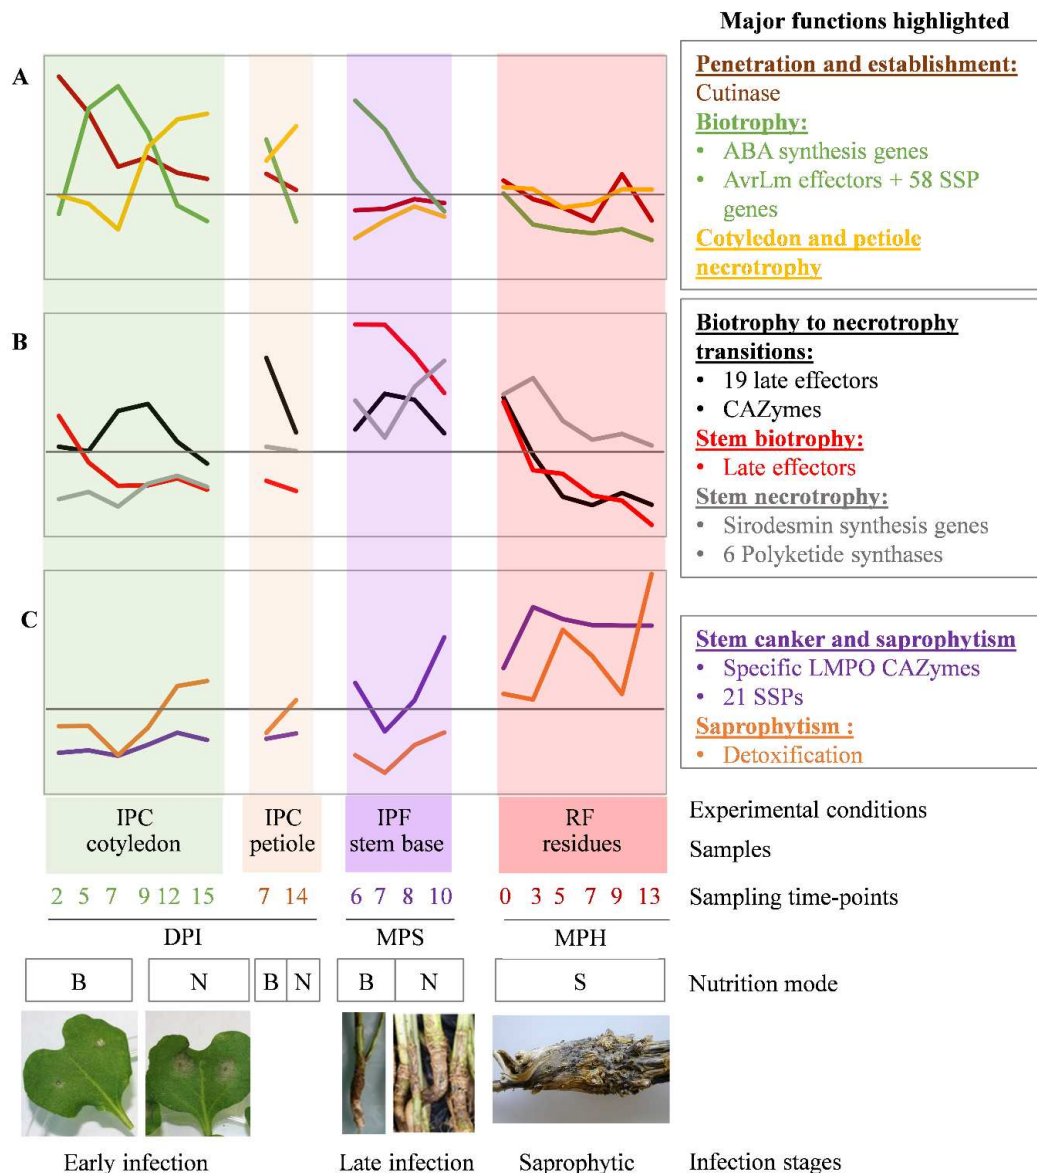 Major functions highlighted
A
Penetration and establishment:
Cutinase
Biotrophy:
• ABA synthesis genes
• AvrLm effectors + 58 SSP
genes
Cotyledon and petiole
necrotrophy
B
Biotrophy to necrotrophy
transitions:
• 19 late effectors
• CAZymes
Stem biotrophy:
• Late effectors
Stem necrotrophy:
• Sirodesmin synthesis genes
• 6 Polyketide synthases
C
Stem canker and saprophytism
• Specific LMPO CAZymes
• 21 SSPs
Saprophytism :
• Detoxification
IPC
cotyledon
IPC
petiole
IPF
stem base
RF
residues
Experimental conditions
Samples
2 5 7 9 12 15 7 14 6 7 8 10 0 3 5 7 9 13 Sampling time-points
DPI MPS MPH
B N B N B N S Nutrition mode
Early infection Late infection Saprophytic Infection stages